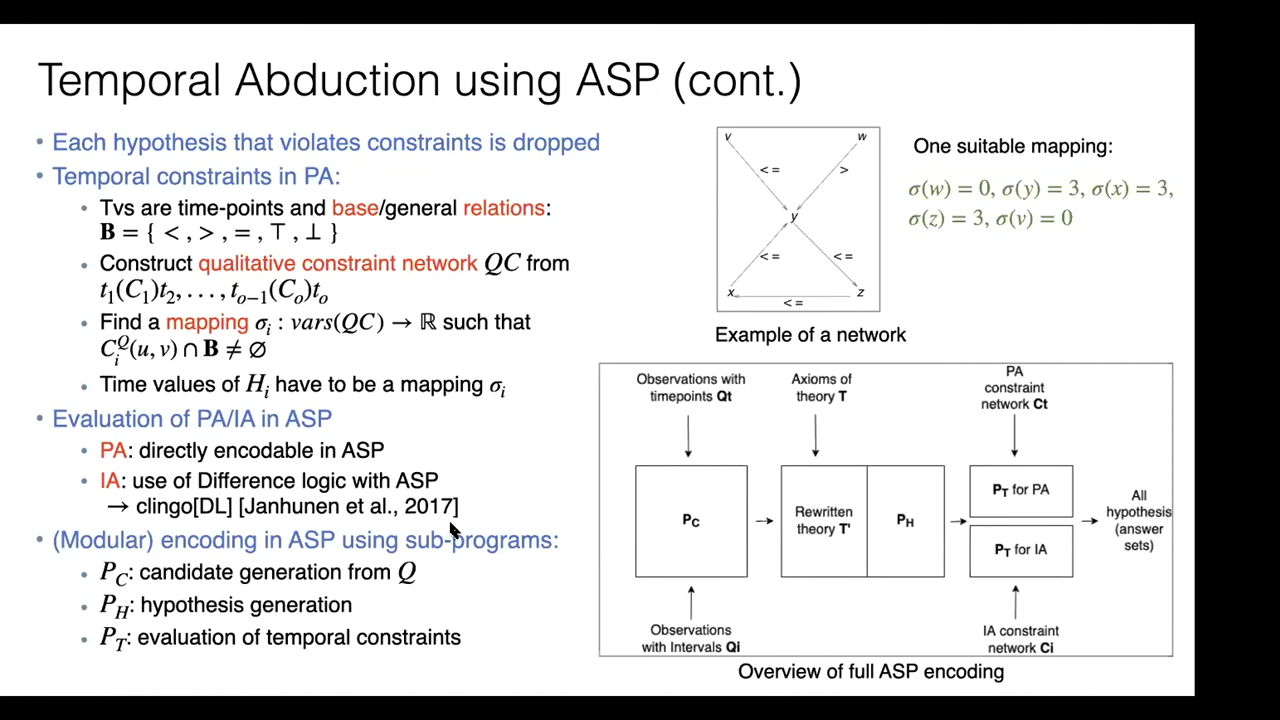 Temporal Abduction using ASP (cont.)
• Each hypothesis that violates constraints is dropped
• Temporal constraints in PA:
• Tvs are time-points and base/general relations:
B = { < , > , = , ⊤ , ⊥ }
• Construct qualitative constraint network QC from
t₁(C₁)t₂, . . . , tₒ₋₁(Cₒ)tₒ
• Find a mapping σᵢ : vars(QC) → ℝ such that
Cᵢ^Q(u, v) ∩ B ≠ ∅
• Time values of Hᵢ have to be a mapping σᵢ
• Evaluation of PA/IA in ASP
• PA: directly encodable in ASP
• IA: use of Difference logic with ASP
→ clingo[DL] [Janhunen et al., 2017]
• (Modular) encoding in ASP using sub-programs:
• P_C: candidate generation from Q
• P_H: hypothesis generation
• P_T: evaluation of temporal constraints
v
w
<=
>
y
<=
<=
x
z
<=
Example of a network
One suitable mapping:
σ(w) = 0, σ(y) = 3, σ(x) = 3,
σ(z) = 3, σ(v) = 0
Observations with
timepoints Qt
Axioms of
theory T
PA
constraint
network Ct
P_C
Rewritten
theory T'
P_H
P_T for PA
P_T for IA
All
hypothesis
(answer
sets)
Observations
with Intervals Qi
IA constraint
network Ci
Overview of full ASP encoding